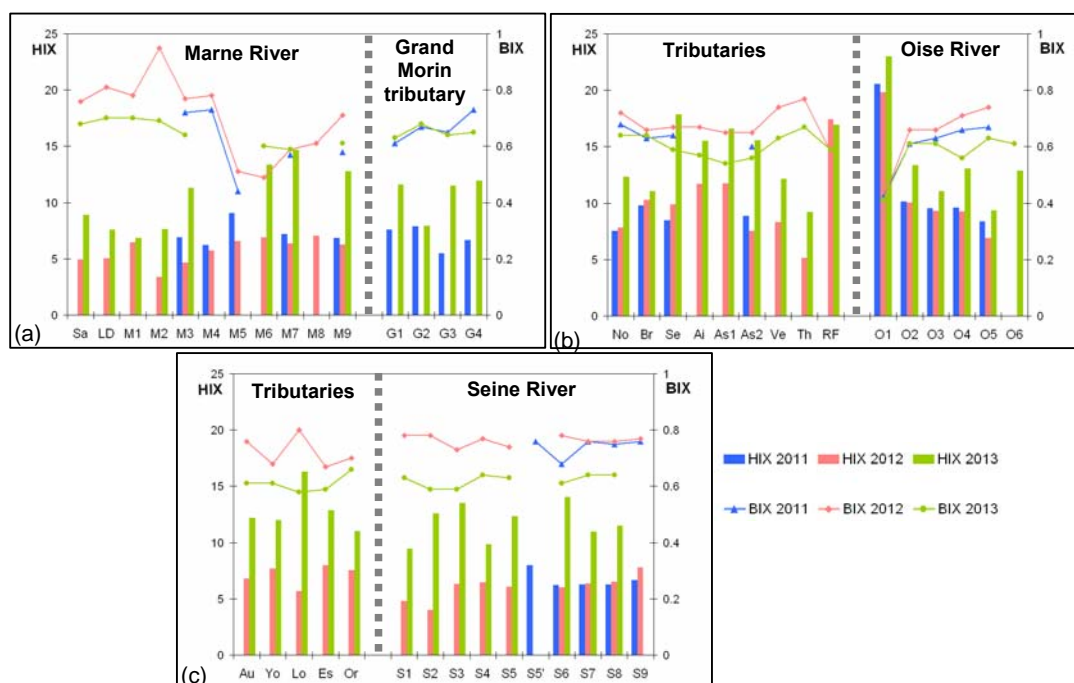 HIX Marne River Grand Morin tributary BIX
25 20 15 10 5 0
1 0.8 0.6 0.4 0.2 0
Sa LD M1 M2 M3 M4 M5 M6 M7 M8 M9 G1 G2 G3 G4
(a)
HIX Tributaries Oise River BIX
25 20 15 10 5 0
1 0.8 0.6 0.4 0.2 0
No Br Se Ai As1 As2 Ve Th RF O1 O2 O3 O4 O5 O6
(b)
HIX Tributaries Seine River BIX
25 20 15 10 5 0
1 0.8 0.6 0.4 0.2 0
Au Yo Lo Es Or S1 S2 S3 S4 S5 S5' S6 S7 S8 S9
(c)
HIX 2011 HIX 2012 HIX 2013
BIX 2011 BIX 2012 BIX 2013